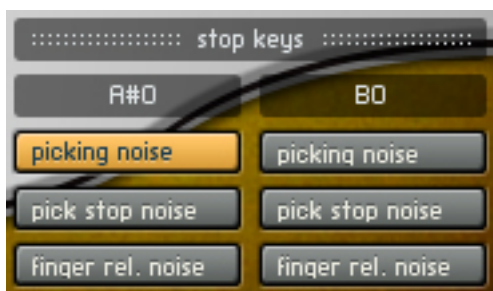 stop keys
A#0 B0
picking noise picking noise
pick stop noise pick stop noise
finger rel. noise finger rel. noise